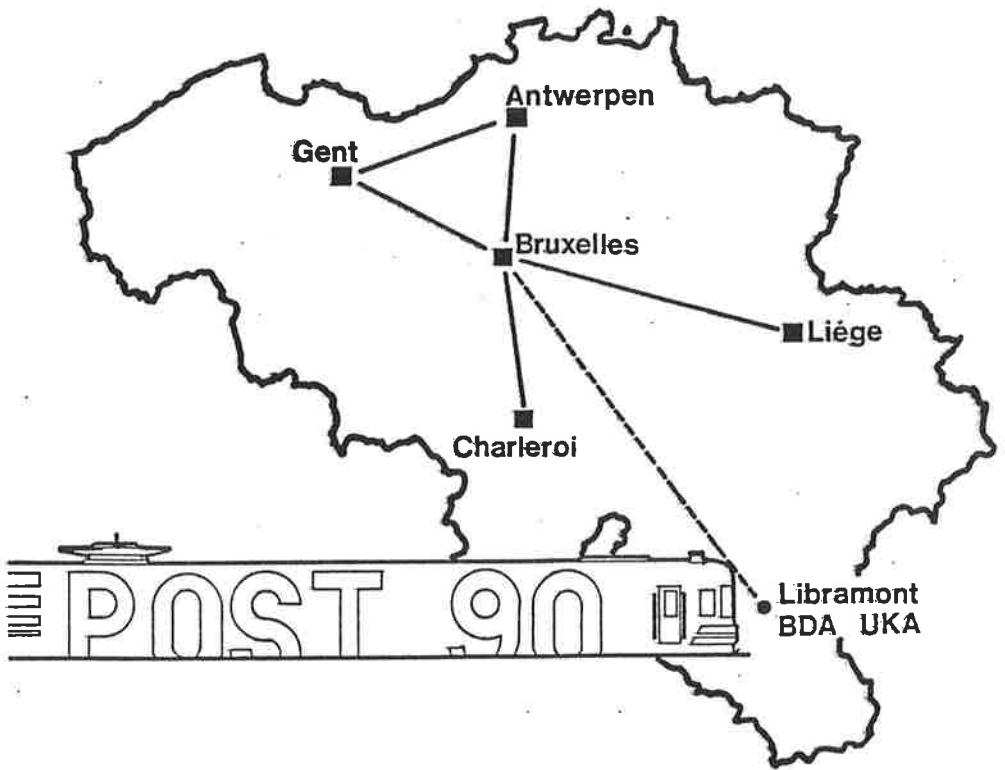 Antwerpen
Gent
Bruxelles
Liége
Charleroi
POST 90
Libramont
BDA UKA